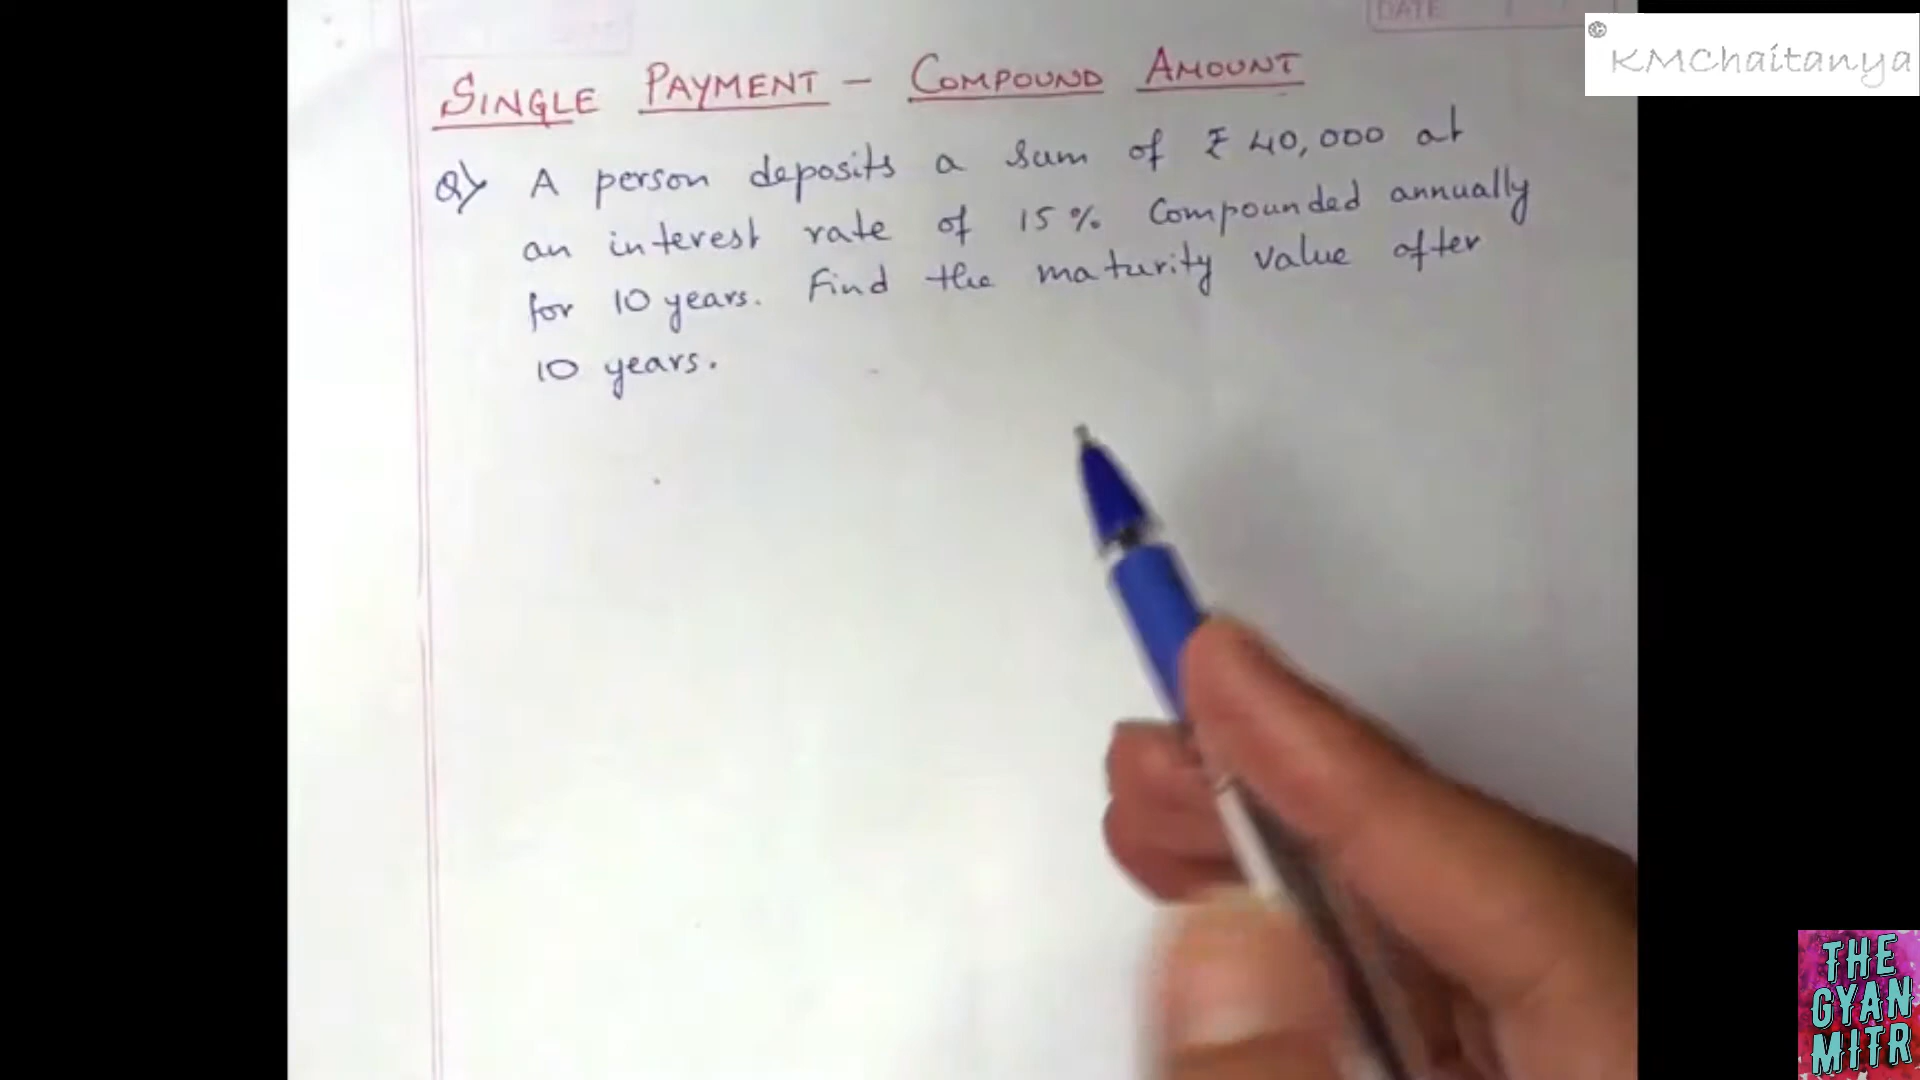 DATE
© KMChaitanya
SINGLE PAYMENT - COMPOUND AMOUNT
Q) A person deposits a sum of ₹ 40,000 at
an interest rate of 15% Compounded annually
for 10 years. Find the maturity value after
10 years.
THE
GYAN
MITR